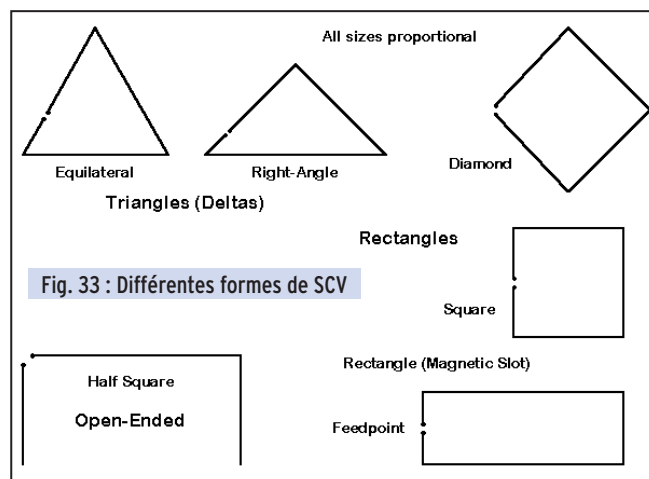 All sizes proportional
Equilateral
Right-Angle
Diamond
Triangles (Deltas)
Rectangles
Fig. 33 : Différentes formes de SCV
Square
Half Square
Rectangle (Magnetic Slot)
Open-Ended
Feedpoint